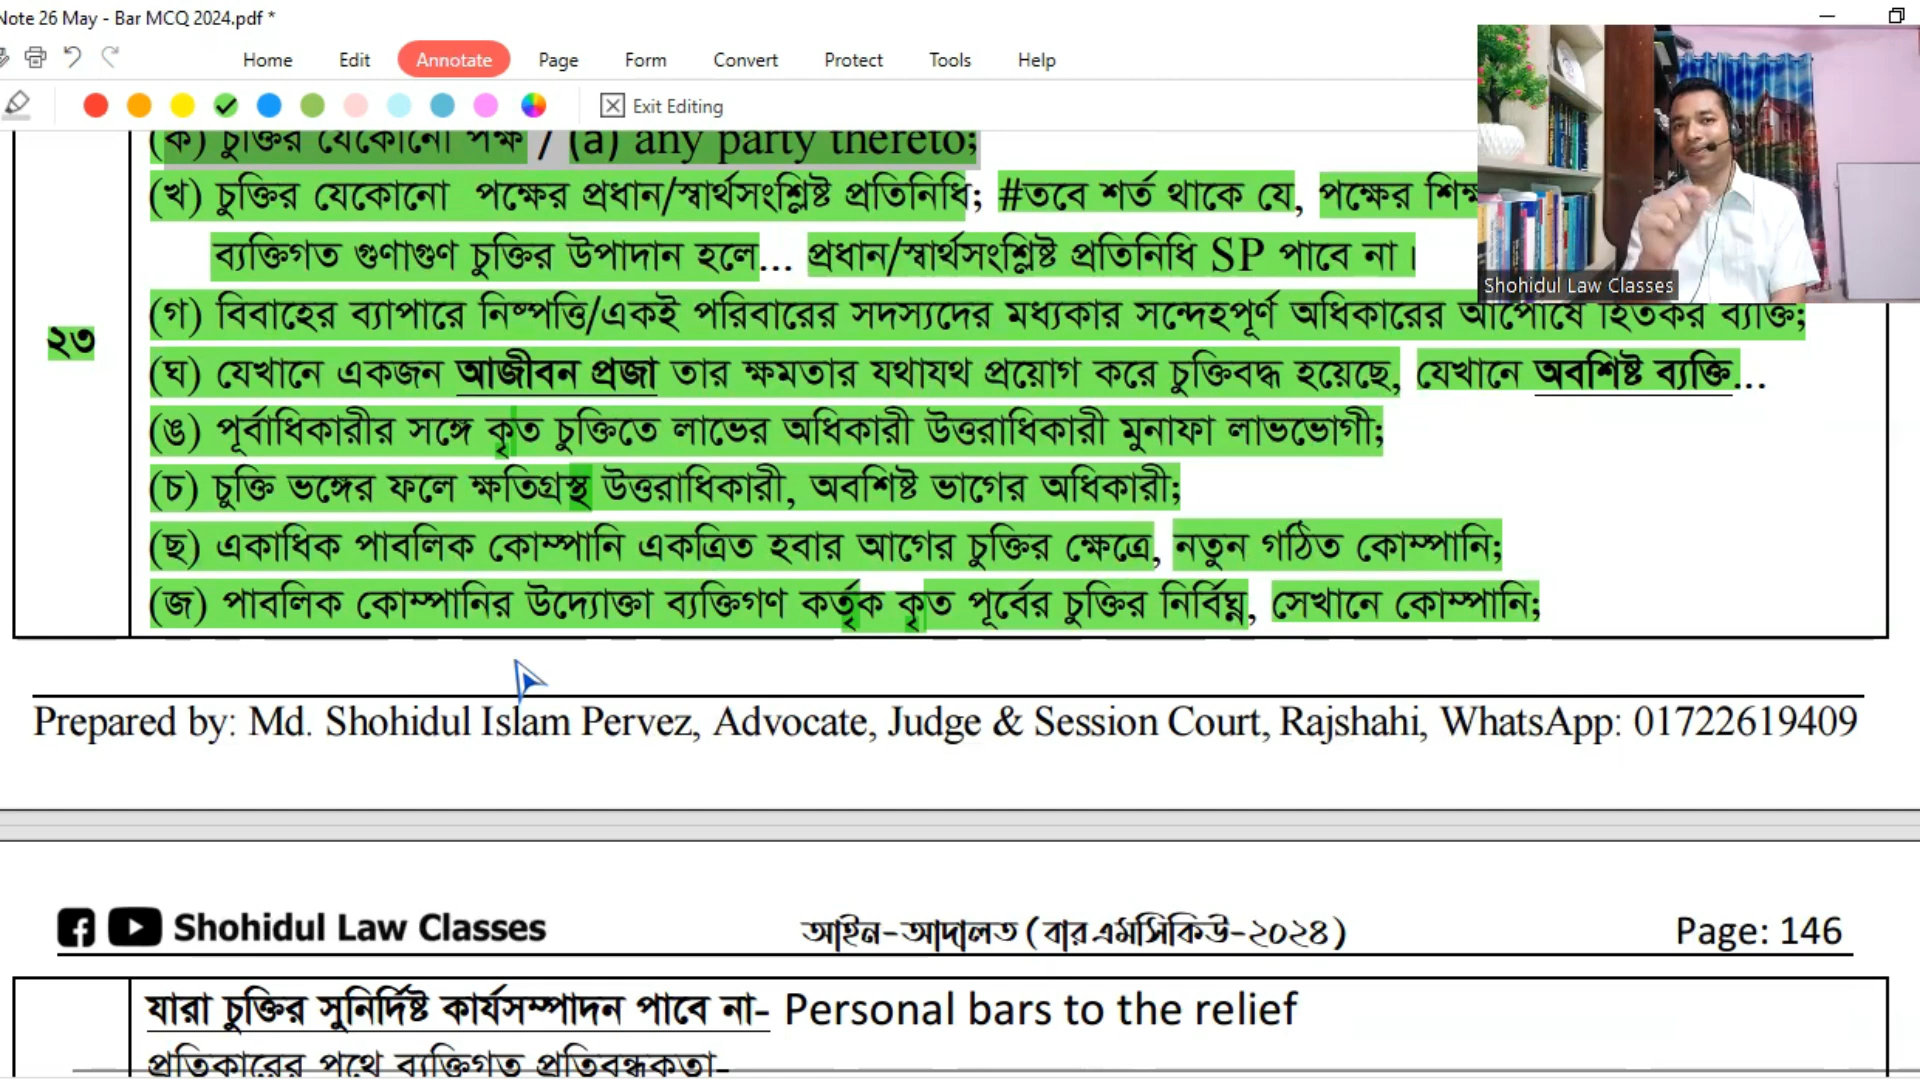 Note 26 May - Bar MCQ 2024.pdf *
Home Edit Annotate Page Form Convert Protect Tools Help
Exit Editing
(ক) চুক্তির যেকোনো পক্ষ / (a) any party thereto;
(খ) চুক্তির যেকোনো পক্ষের প্রধান/স্বার্থসংশ্লিষ্ট প্রতিনিধি; #তবে শর্ত থাকে যে, পক্ষের
ব্যক্তিগত গুণাগুণ চুক্তির উপাদান হলে... প্রধান/স্বার্থসংশ্লিষ্ট প্রতিনিধি SP পাবে না।
Shohidul Law Classes
(গ) বিবাহের ব্যাপারে নিষ্পত্তি/একই পরিবারের সদস্যদের মধ্যকার সন্দেহপূর্ণ অধিকারের আপোষে হিতকর ব্যক্তি;
২৩
(ঘ) যেখানে একজন আজীবন প্রজা তার ক্ষমতার যথাযথ প্রয়োগ করে চুক্তিবদ্ধ হয়েছে, যেখানে অবশিষ্ট ব্যক্তি...
(ঙ) পূর্বাধিকারীর সঙ্গে কৃত চুক্তিতে লাভের অধিকারী উত্তরাধিকারী মুনাফা লাভভোগী;
(চ) চুক্তি ভঙ্গের ফলে ক্ষতিগ্রস্থ উত্তরাধিকারী, অবশিষ্ট ভাগের অধিকারী;
(ছ) একাধিক পাবলিক কোম্পানি একত্রিত হবার আগের চুক্তির ক্ষেত্রে, নতুন গঠিত কোম্পানি;
(জ) পাবলিক কোম্পানির উদ্যোক্তা ব্যক্তিগণ কর্তৃক কৃত পূর্বের চুক্তির নির্বিঘ্ন, সেখানে কোম্পানি;
Prepared by: Md. Shohidul Islam Pervez, Advocate, Judge & Session Court, Rajshahi, WhatsApp: 01722619409
Shohidul Law Classes আইন-আদালত (বার এমসিকিউ-২০২৪) Page: 146
যারা চুক্তির সুনির্দিষ্ট কার্যসম্পাদন পাবে না- Personal bars to the relief
প্রতিকারের পথে ব্যক্তিগত প্রতিবন্ধকতা-